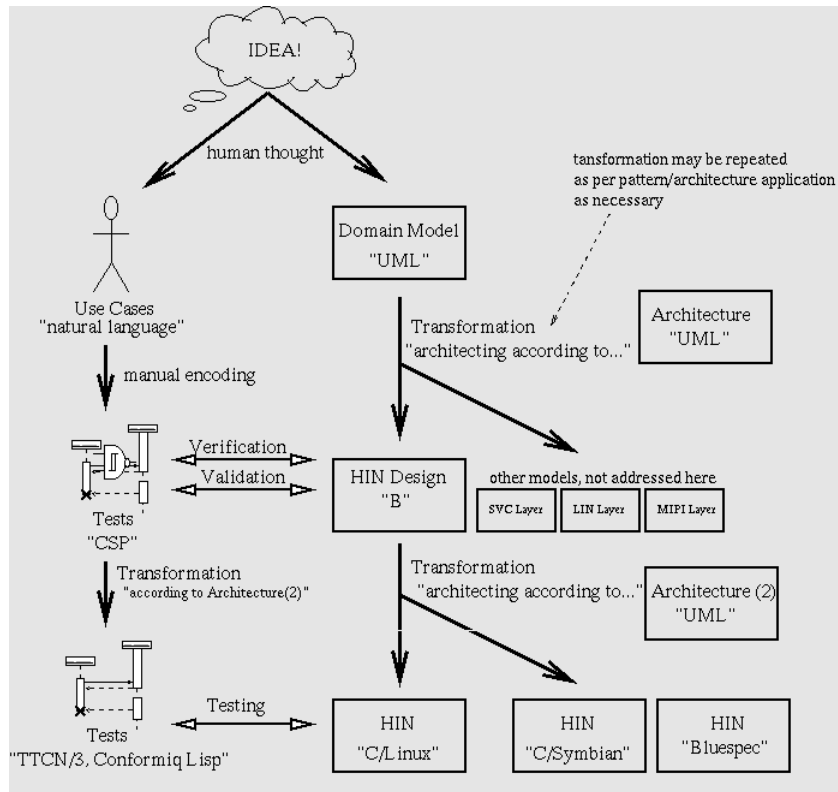 IDEA!
human thought
tansformation may be repeated
as per pattern/architecture application
as necessary
Domain Model
"UML"
Use Cases
"natural language"
Transformation
"architecting according to..."
Architecture
"UML"
manual encoding
Verification
Validation
HIN Design
"B"
other models, not addressed here
SVC Layer
LIN Layer
MIPI Layer
Tests
"CSP"
Transformation
"according to Architecture(2)"
Transformation
"architecting according to..."
Architecture (2)
"UML"
Testing
Tests
"TTCN/3, Conformiq Lisp"
HIN
"C/Linux"
HIN
"C/Symbian"
HIN
"Bluespec"